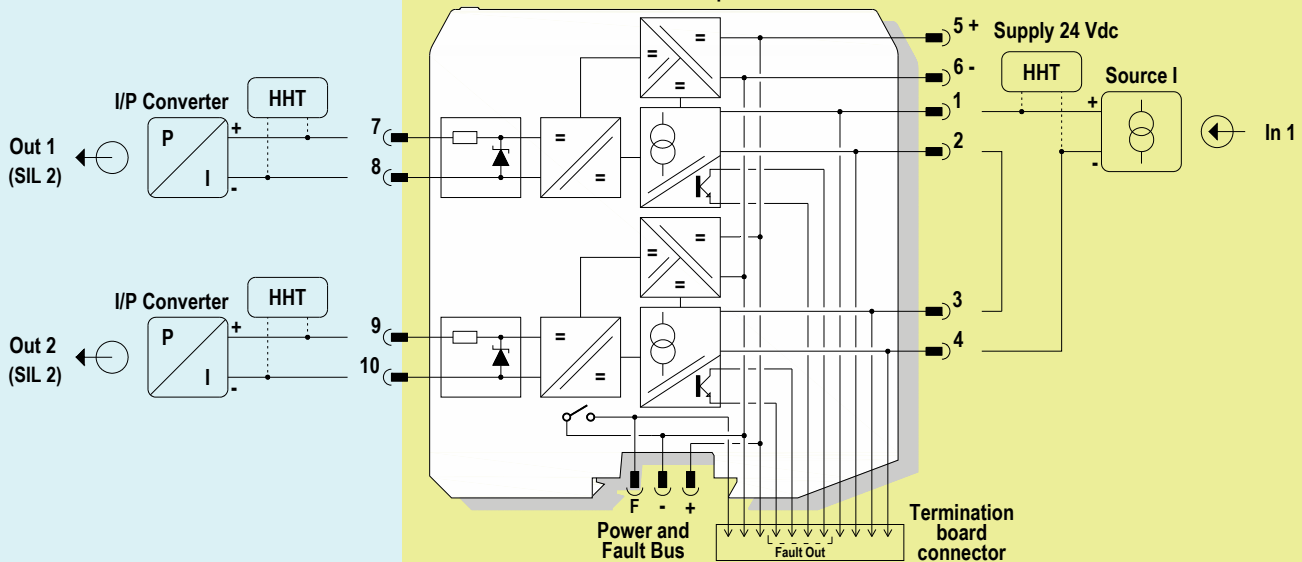 5 +
Supply 24 Vdc
6 -
HHT
Source I
1
+
In 1
2
-
I/P Converter
HHT
P
I
+
-
7
8
Out 1
(SIL 2)
=
=
=
=
=
=
=
=
=
=
I/P Converter
HHT
P
I
+
-
9
10
Out 2
(SIL 2)
3
4
F
-
+
Power and
Fault Bus
Fault Out
Termination
board
connector